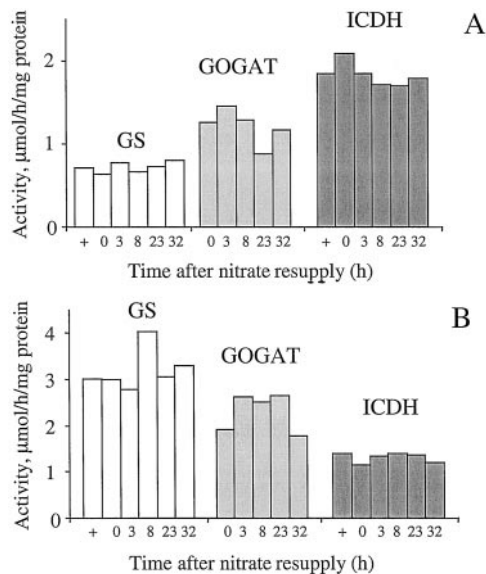 A
ICDH
GOGAT
GS
Activity, µmol/h/mg protein
2
1
0
+ 0 3 8 23 32 0 3 8 23 32 + 0 3 8 23 32
Time after nitrate resupply (h)
B
GS
GOGAT
ICDH
Activity, µmol/h/mg protein
4
3
2
1
0
+ 0 3 8 23 32 0 3 8 23 32 + 0 3 8 23 32
Time after nitrate resupply (h)